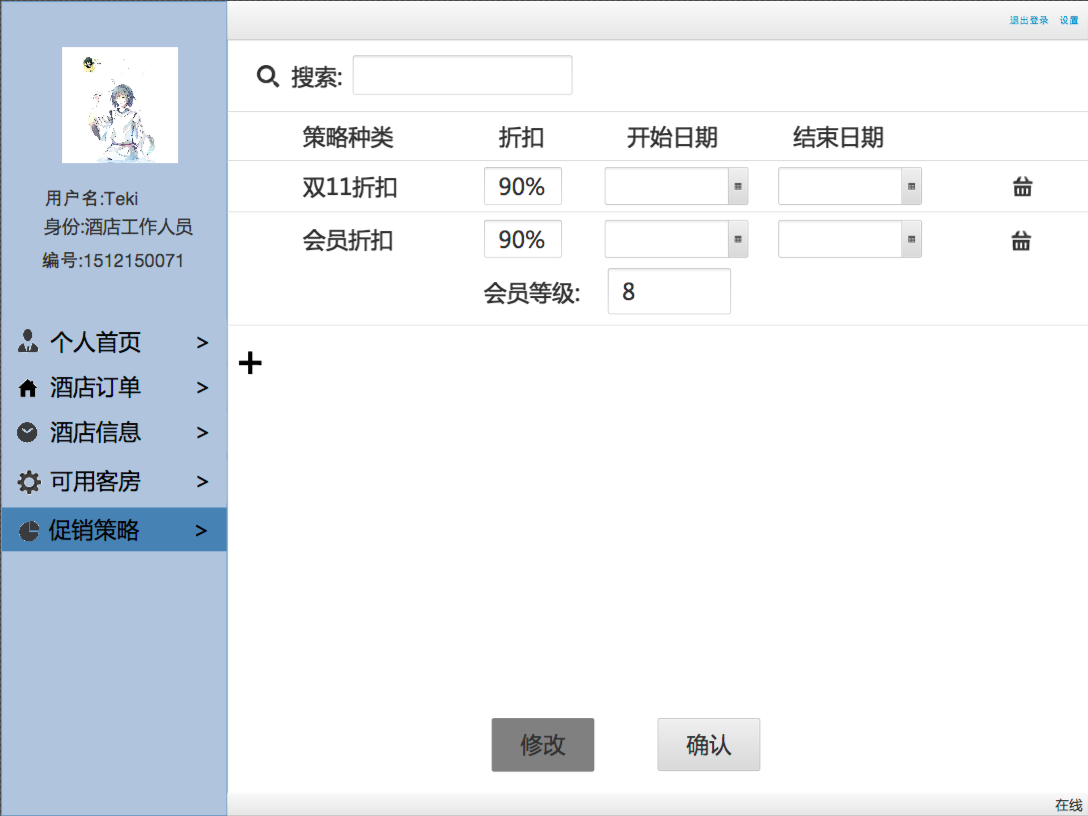 退出登录 设置
搜索:
用户名:Teki
身份:酒店工作人员
编号:1512150071
个人首页 >
酒店订单 >
酒店信息 >
可用客房 >
促销策略 >
策略种类 折扣 开始日期 结束日期
双11折扣 90%
会员折扣 90%
会员等级: 8
+
修改 确认
在线